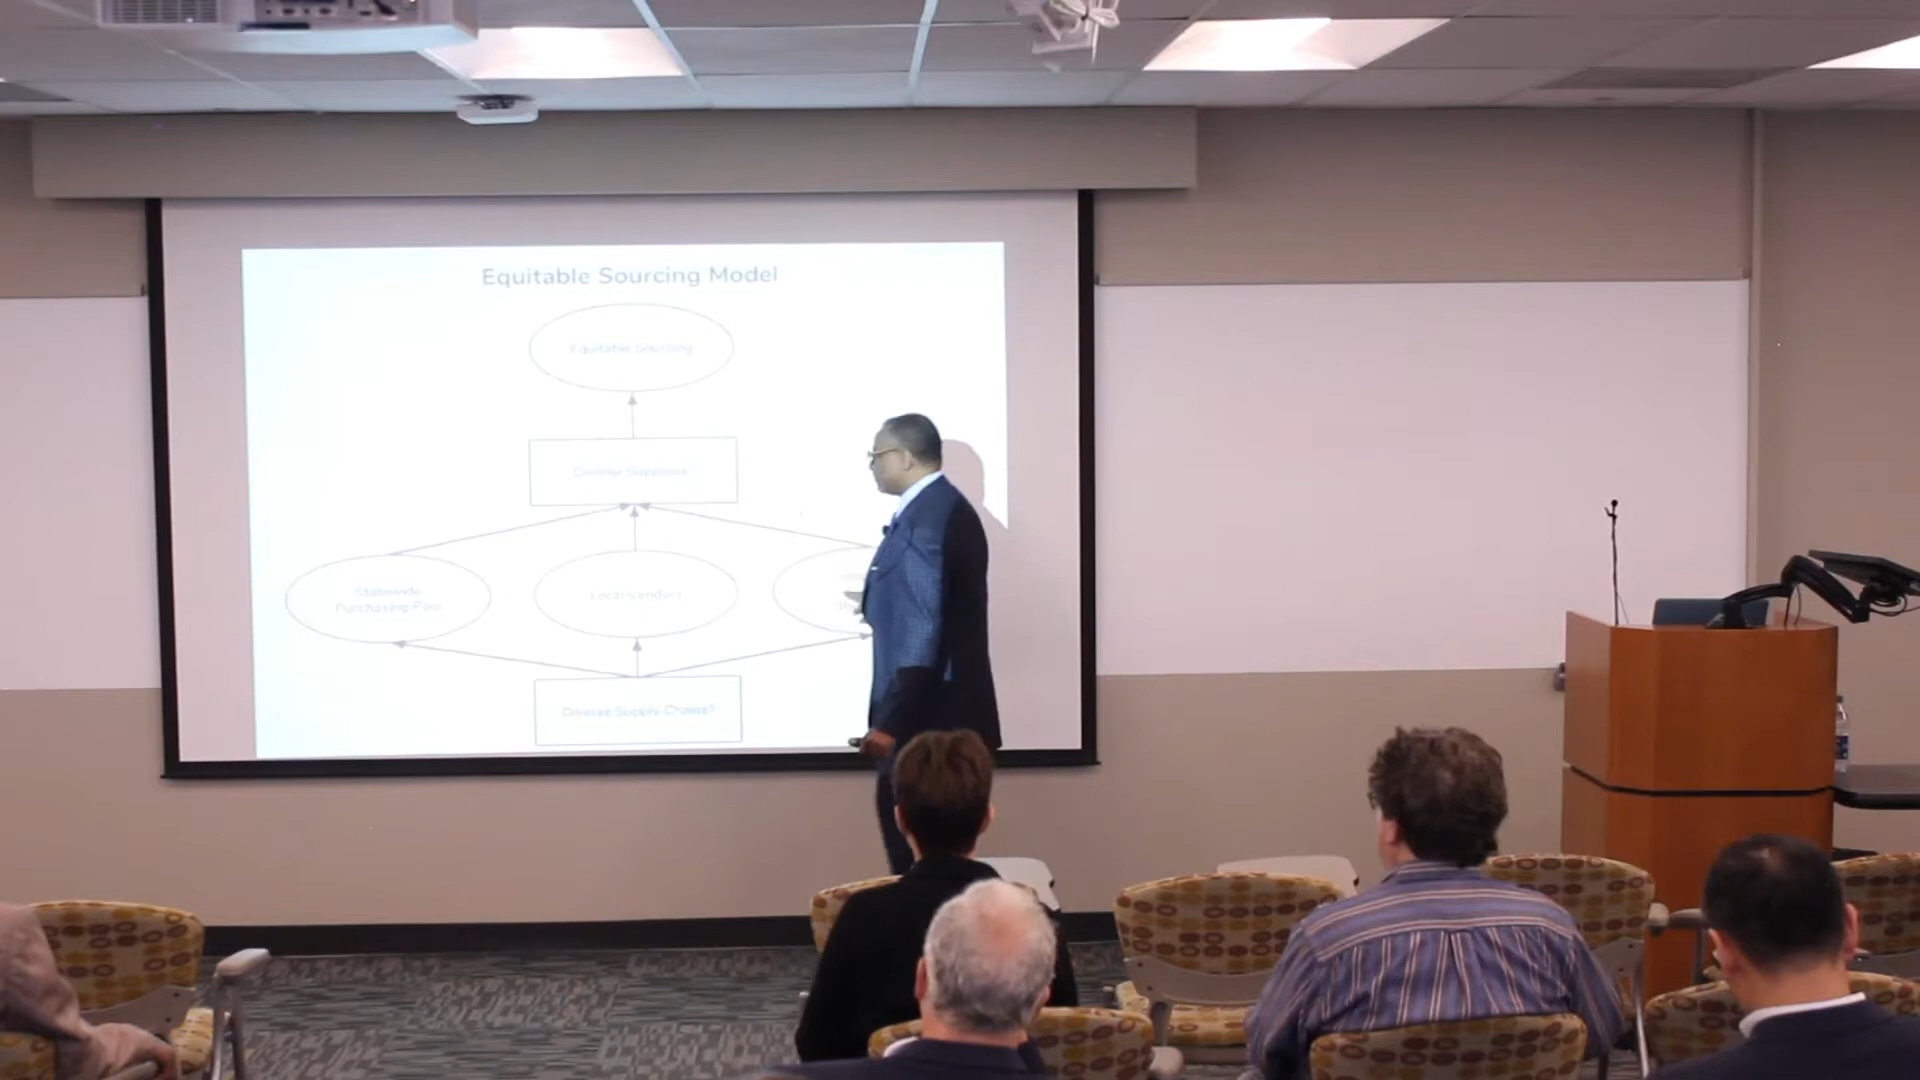 Equitable Sourcing Model
Equitable Sourcing
Diverse Suppliers?
Statewide
Purchasing Pool
Local Vendors
Diverse Supply Chains?